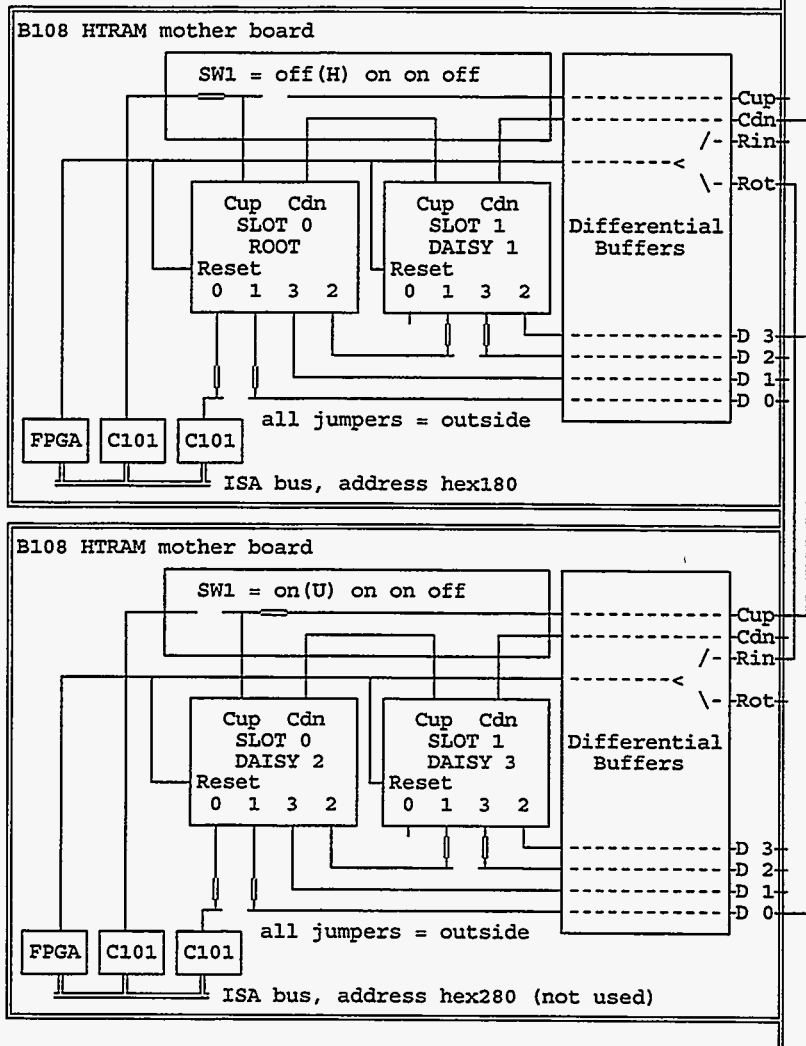 B108 HTRAM mother board
SW1 = off(H) on on off
Cup
Cdn
/- Rin
<
\- Rot
Cup Cdn Cup Cdn
SLOT 0 SLOT 1 Differential
ROOT DAISY 1 Buffers
Reset Reset
0 1 3 2 0 1 3 2
D 3
D 2
D 1
D 0
all jumpers = outside
FPGA C101 C101
ISA bus, address hex180
B108 HTRAM mother board
SW1 = on(U) on on off
Cup
Cdn
/- Rin
<
\- Rot
Cup Cdn Cup Cdn
SLOT 0 SLOT 1 Differential
DAISY 2 DAISY 3 Buffers
Reset Reset
0 1 3 2 0 1 3 2
D 3
D 2
D 1
D 0
all jumpers = outside
FPGA C101 C101
ISA bus, address hex280 (not used)